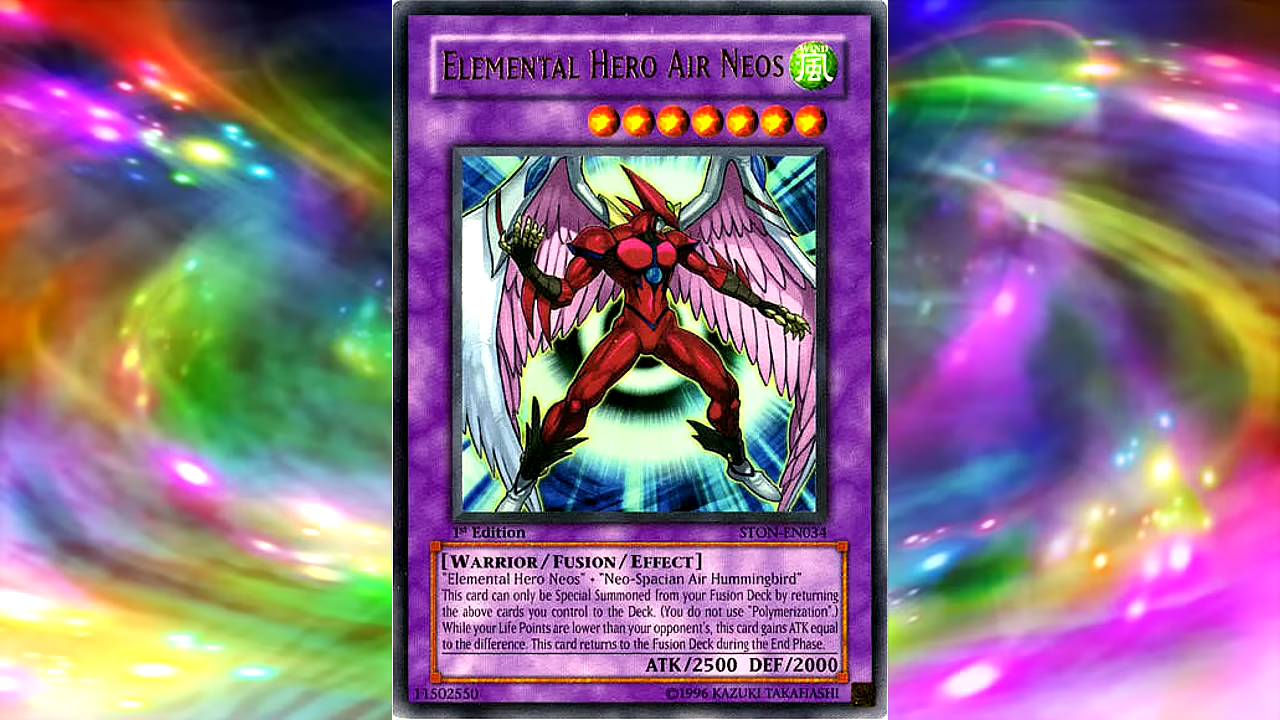 Elemental Hero Air Neos
WIND
風
1st Edition
STON-EN034
[Warrior/Fusion/Effect]
"Elemental Hero Neos" + "Neo-Spacian Air Hummingbird"
This card can only be Special Summoned from your Fusion Deck by returning
the above cards you control to the Deck. (You do not use "Polymerization".)
While your Life Points are lower than your opponent's, this card gains ATK equal
to the difference. This card returns to the Fusion Deck during the End Phase.
ATK/2500 DEF/2000
11502550
©1996 KAZUKI TAKAHASHI